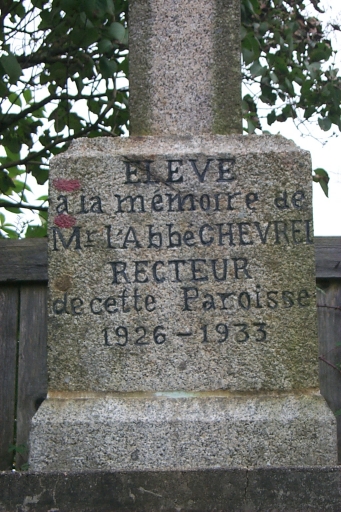 ELEVE
à la mémoire de
Mr l'Abbé CHEVREL
RECTEUR
de cette Paroisse
1926 - 1933